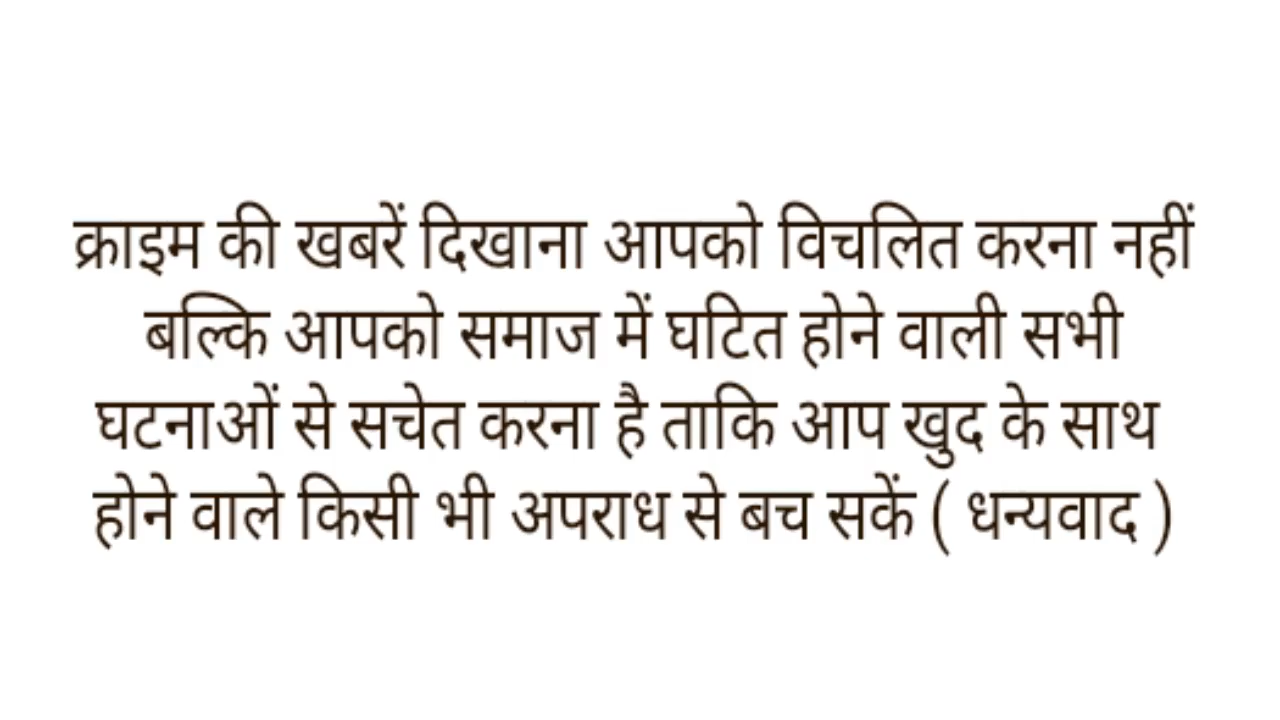 क्राइम की खबरें दिखाना आपको विचलित करना नहीं
बल्कि आपको समाज में घटित होने वाली सभी
घटनाओं से सचेत करना है ताकि आप खुद के साथ
होने वाले किसी भी अपराध से बच सकें ( धन्यवाद )